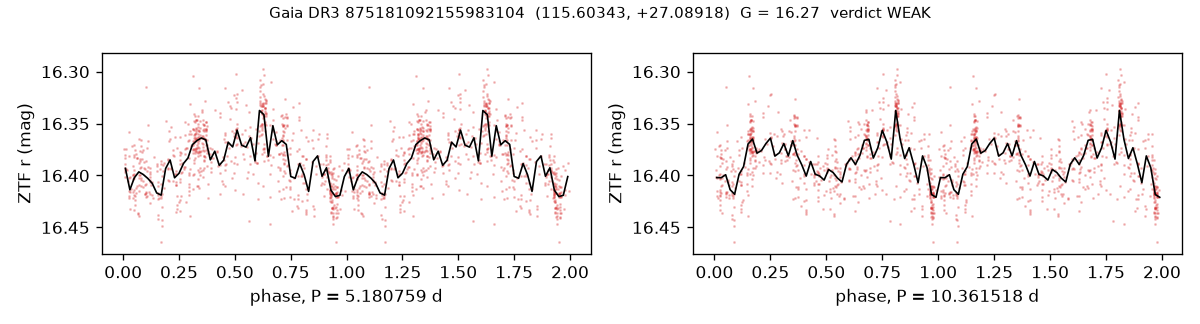 Gaia DR3 875181092155983104  (115.60343, +27.08918)  G = 16.27  verdict WEAK
ZTF r (mag)
16.30
16.35
16.40
16.45
0.00 0.25 0.50 0.75 1.00 1.25 1.50 1.75 2.00
phase, P = 5.180759 d
ZTF r (mag)
16.30
16.35
16.40
16.45
0.00 0.25 0.50 0.75 1.00 1.25 1.50 1.75 2.00
phase, P = 10.361518 d